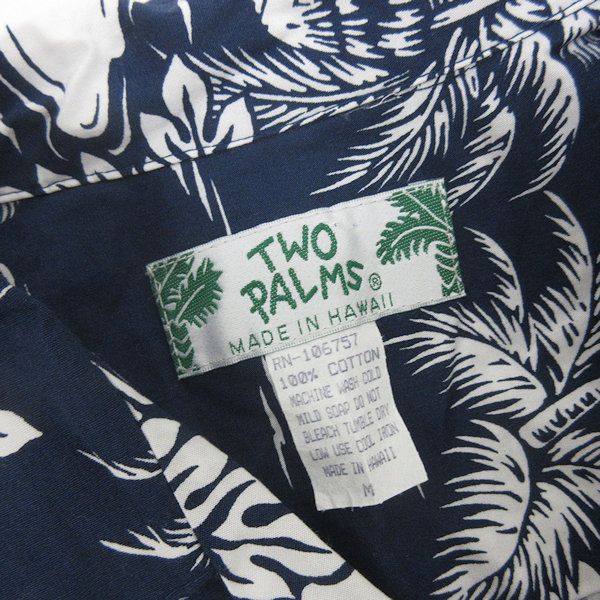 TWO
PALMS®
MADE IN HAWAII
RN-106757
100% COTTON
MACHINE WASH COLD
MILD SOAP DO NOT
BLEACH TUMBLE DRY
LOW USE COOL IRON
MADE IN HAWAII
M